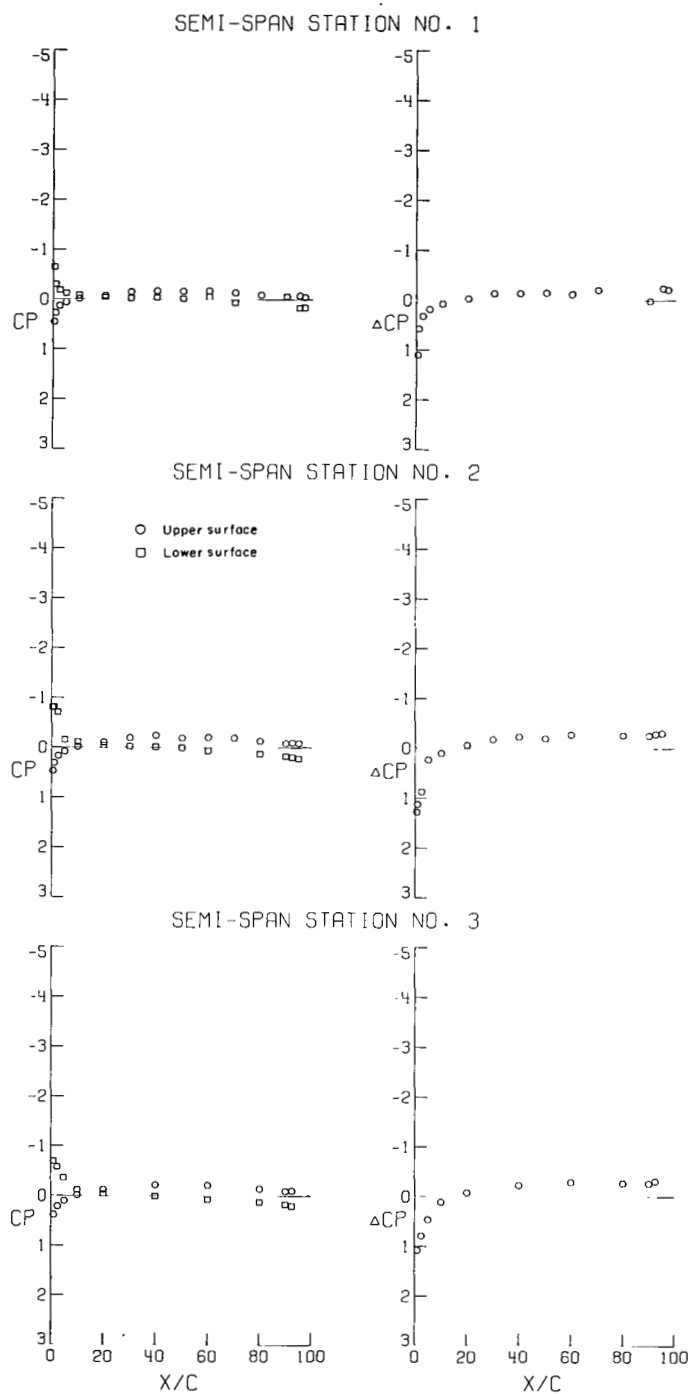 SEMI-SPAN STATION NO. 1
-5 -5
-4 -4
-3 -3
-2 -2
-1 -1
0 0
CP ΔCP
1 1
2 2
3 3
SEMI-SPAN STATION NO. 2
-5 -5
○ Upper surface
-4 -4
□ Lower surface
-3 -3
-2 -2
-1 -1
0 0
CP ΔCP
1 1
2 2
3 3
SEMI-SPAN STATION NO. 3
-5 -5
-4 -4
-3 -3
-2 -2
-1 -1
0 0
CP ΔCP
1 1
2 2
3 3
0 20 40 60 80 100 0 20 40 60 80 100
X/C X/C